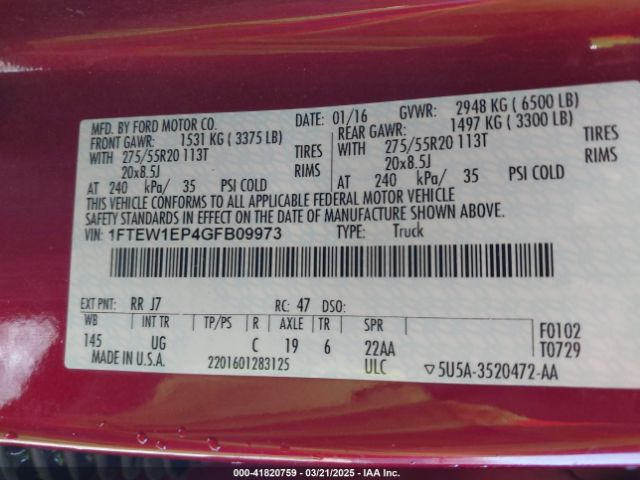 MFD. BY FORD MOTOR CO. DATE: 01/16 GVWR: 2948 KG ( 6500 LB)
FRONT GAWR: 1531 KG ( 3375 LB) REAR GAWR: 1497 KG ( 3300 LB)
WITH 275/55R20 113T TIRES WITH 275/55R20 113T TIRES
20x8.5J RIMS 20x8.5J RIMS
AT 240 kPa/ 35 PSI COLD AT 240 kPa/ 35 PSI COLD
THIS VEHICLE CONFORMS TO ALL APPLICABLE FEDERAL MOTOR VEHICLE
SAFETY STANDARDS IN EFFECT ON THE DATE OF MANUFACTURE SHOWN ABOVE.
VIN: 1FTEW1EP4GFB09973 TYPE: Truck
EXT PNT: RR J7 RC: 47 DSO:
WB INT TR TP/PS R AXLE TR SPR F0102
145 UG C 19 6 22AA T0729
MADE IN U.S.A. 2201601283125 ULC ▽5U5A-3520472-AA
000-41820759 — 03/21/2025 — IAA Inc.